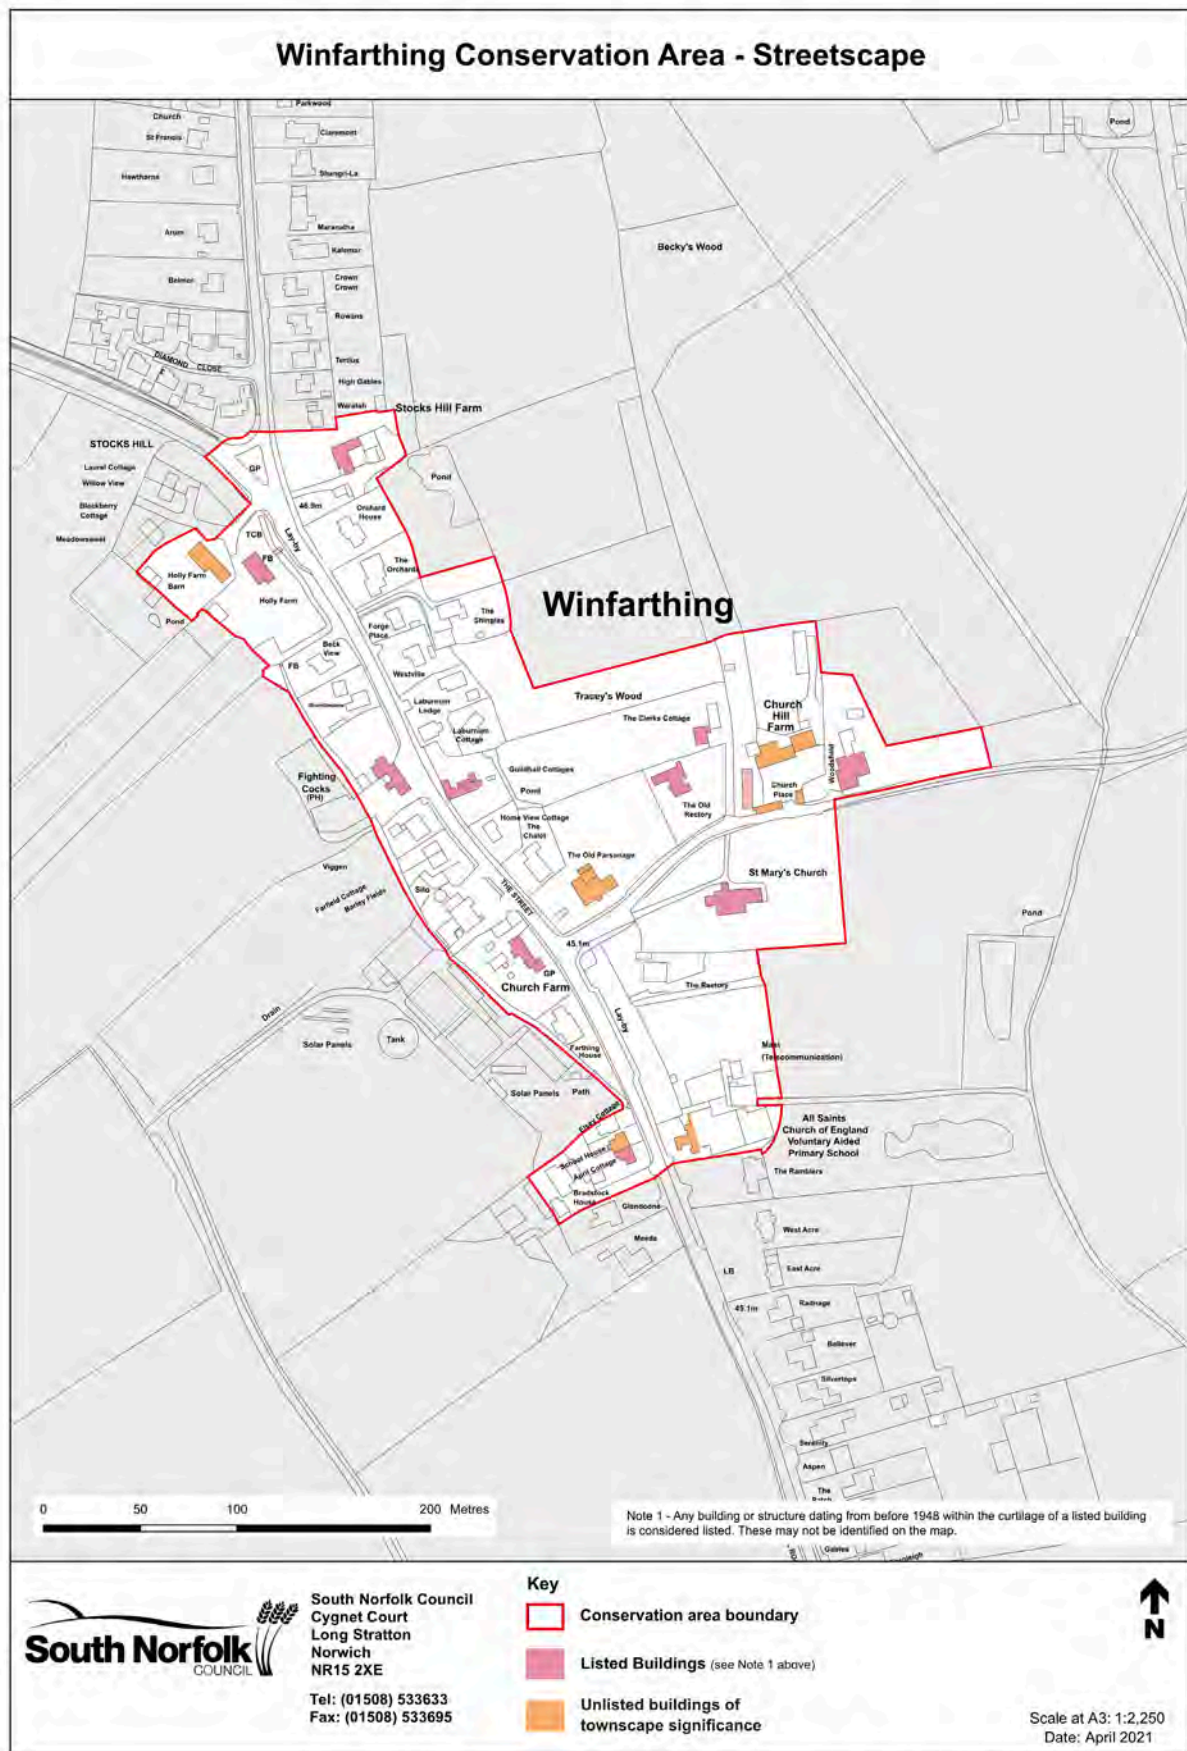 Winfarthing Conservation Area - Streetscape
Parkwood
Church
St Francis
Claremont
Shangri-La
Hawthorns
Maranatha
Arum
Kalemar
Belmor
Crown
Crown
Rowans
Tertius
High Gables
Waratah
DIAMOND CLOSE
Pond
Becky's Wood
Stocks Hill Farm
STOCKS HILL
Laurel Cottage
Willow View
Blackberry
Cottage
Meadowsweet
GP
46.9m
Pond
Orchard
House
TCB
Lay-by
FB
The
Orchards
Holly Farm
Barn
Holly Farm
Pond
Winfarthing
Forge
Place
The
Shingles
Beck
View
FB
Westville
Laburnum
Lodge
Laburnum
Cottage
Tracey's Wood
The Clerks Cottage
Church
Hill
Farm
Woodsfield
Guildhall Cottages
Fighting
Cocks
(PH)
Pond
Church
Place
The Old
Rectory
Home View Cottage
The
Chalet
The Old Parsonage
St Mary's Church
Viggen
Farfield Cottage
Barley Fields
Silo
THE STREET
45.1m
Pond
GP
Church Farm
The Rectory
Drain
Solar Panels
Tank
Lay-by
Farthing
House
Mast
(Telecommunication)
Solar Panels
Path
Elsey Cottage
All Saints
Church of England
Voluntary Aided
Primary School
School House
April Cottage
The Ramblers
Bradstock
House
Glendoone
Meeda
West Acre
LB
East Acre
45.1m
Radnage
Bellever
Silvertops
Serenity
Aspen
The
Gables
0 50 100 200 Metres
Note 1 - Any building or structure dating from before 1948 within the curtilage of a listed building
is considered listed. These may not be identified on the map.
South Norfolk
COUNCIL
South Norfolk Council
Cygnet Court
Long Stratton
Norwich
NR15 2XE
Tel: (01508) 533633
Fax: (01508) 533695
Key
Conservation area boundary
Listed Buildings (see Note 1 above)
Unlisted buildings of
townscape significance
N
Scale at A3: 1:2,250
Date: April 2021